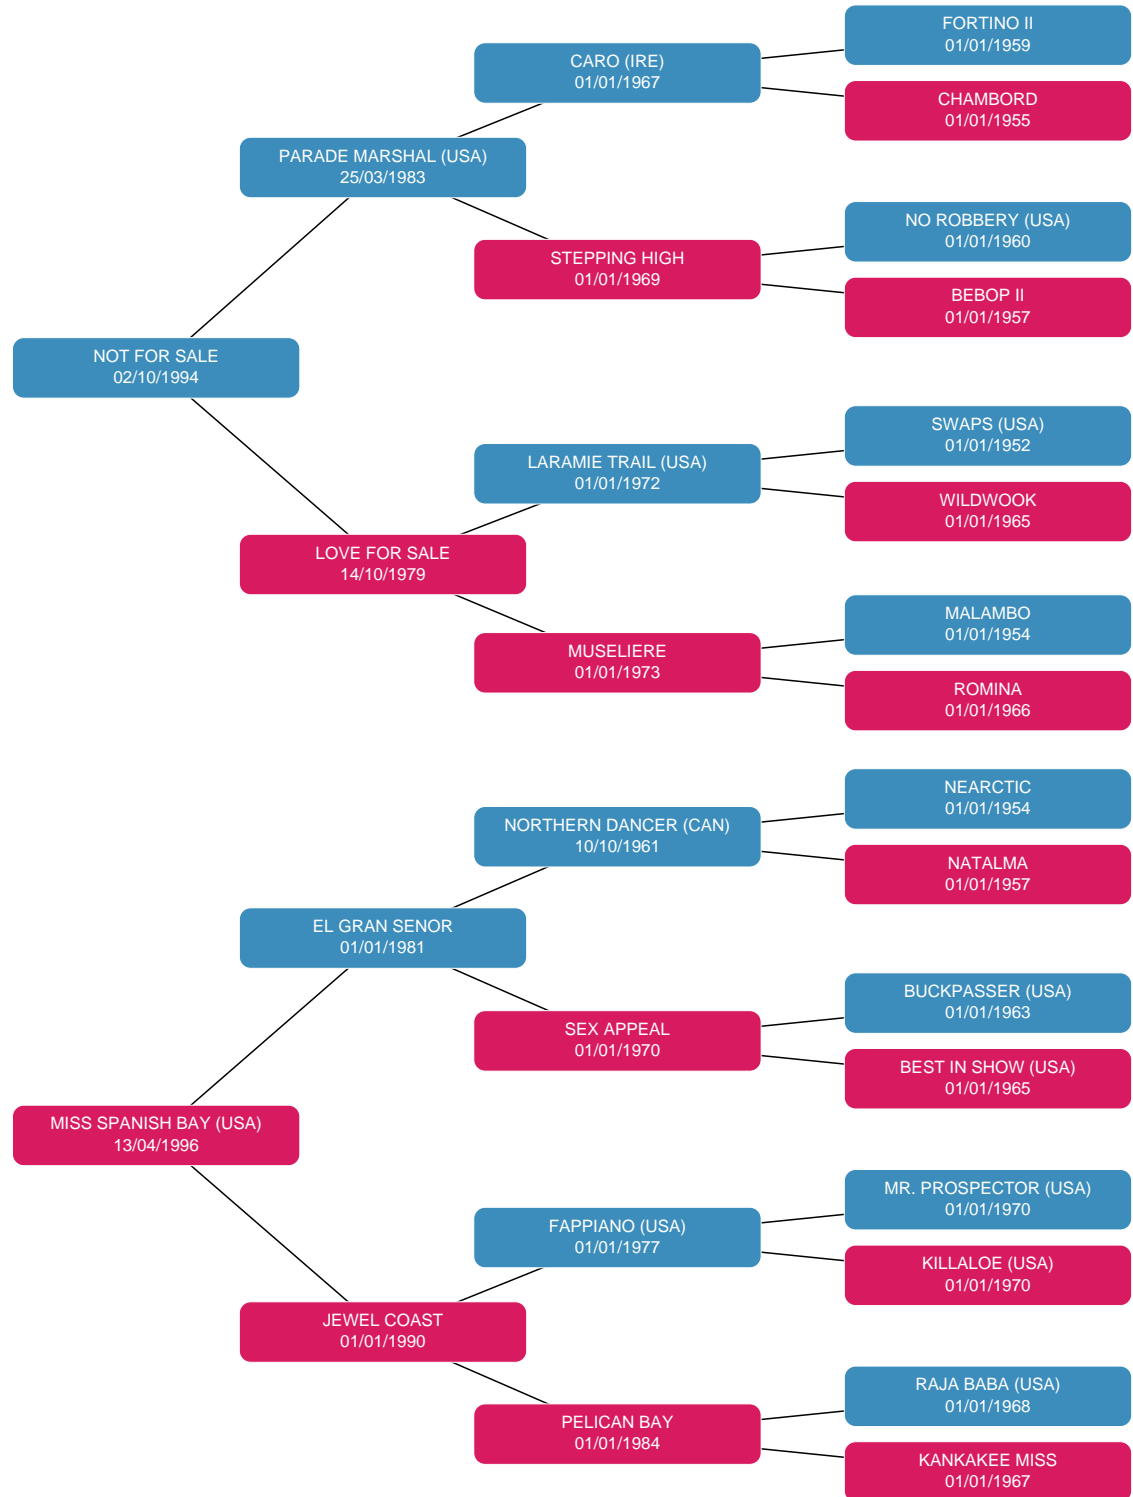 FORTINO II
01/01/1959
CARO (IRE)
01/01/1967
CHAMBORD
01/01/1955
PARADE MARSHAL (USA)
25/03/1983
NO ROBBERY (USA)
01/01/1960
STEPPING HIGH
01/01/1969
BEBOP II
01/01/1957
NOT FOR SALE
02/10/1994
SWAPS (USA)
01/01/1952
LARAMIE TRAIL (USA)
01/01/1972
WILDWOOK
01/01/1965
LOVE FOR SALE
14/10/1979
MALAMBO
01/01/1954
MUSELIERE
01/01/1973
ROMINA
01/01/1966
NEARCTIC
01/01/1954
NORTHERN DANCER (CAN)
10/10/1961
NATALMA
01/01/1957
EL GRAN SENOR
01/01/1981
BUCKPASSER (USA)
01/01/1963
SEX APPEAL
01/01/1970
BEST IN SHOW (USA)
01/01/1965
MISS SPANISH BAY (USA)
13/04/1996
MR. PROSPECTOR (USA)
01/01/1970
FAPPIANO (USA)
01/01/1977
KILLALOE (USA)
01/01/1970
JEWEL COAST
01/01/1990
RAJA BABA (USA)
01/01/1968
PELICAN BAY
01/01/1984
KANKAKEE MISS
01/01/1967